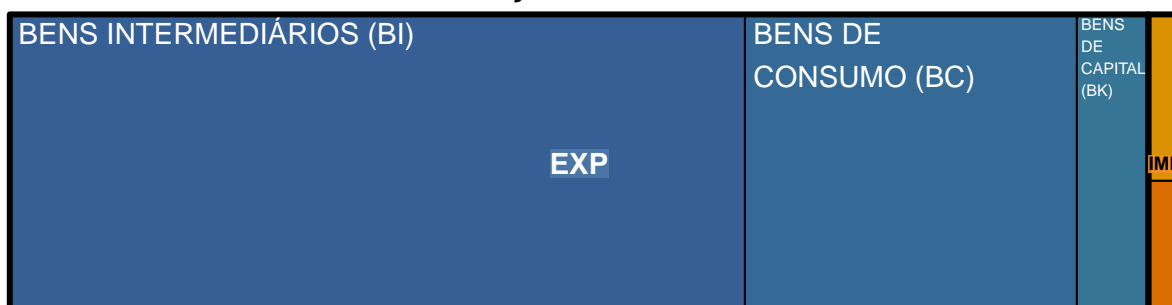 BENS INTERMEDIÁRIOS (BI)
BENS DE
CONSUMO (BC)
BENS
DE
CAPITAL
(BK)
EXP